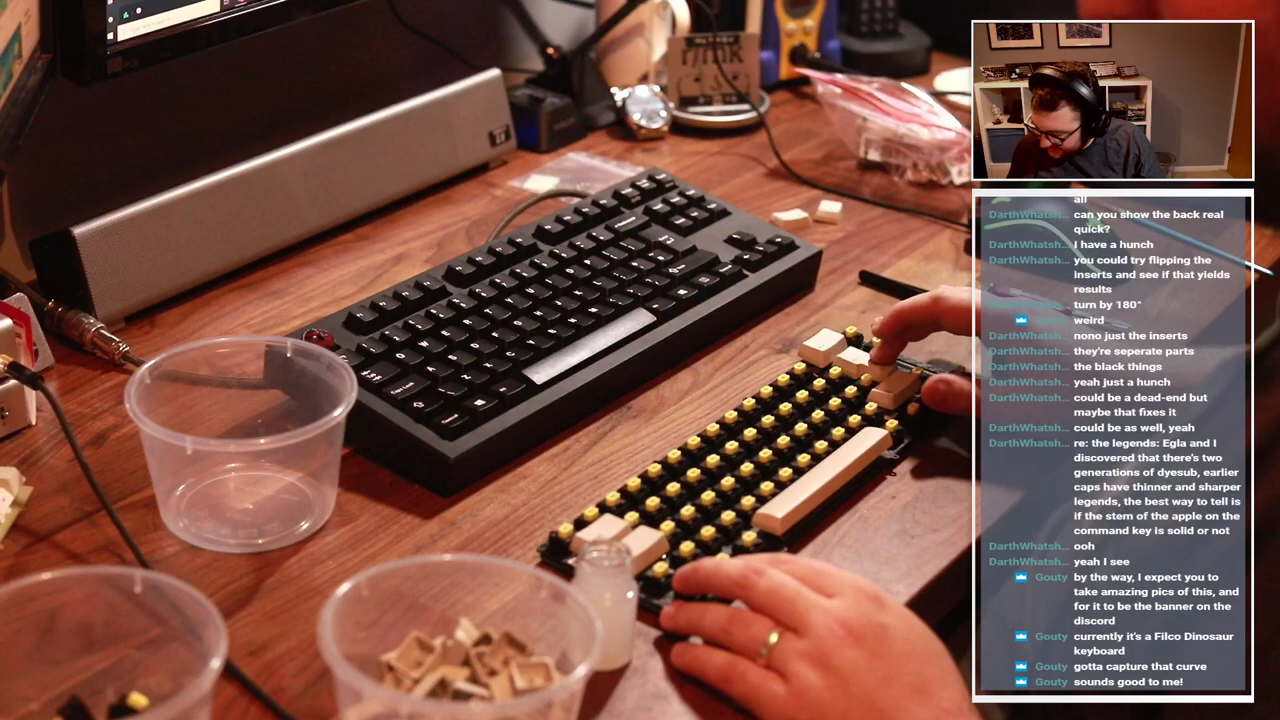 all
DarthWhatsh... can you show the back real
quick?
DarthWhatsh... I have a hunch
DarthWhatsh... you could try flipping the
inserts and see if that yields
results
turn by 180°
weird
DarthWhatsh... nono just the inserts
DarthWhatsh... they're seperate parts
DarthWhatsh... the black things
DarthWhatsh... yeah just a hunch
DarthWhatsh... could be a dead-end but
maybe that fixes it
DarthWhatsh... could be as well, yeah
DarthWhatsh... re: the legends: Egla and I
discovered that there's two
generations of dyesub, earlier
caps have thinner and sharper
legends, the best way to tell is
if the stem of the apple on the
command key is solid or not
DarthWhatsh... ooh
DarthWhatsh... yeah I see
Gouty by the way, I expect you to
take amazing pics of this, and
for it to be the banner on the
discord
Gouty currently it's a Filco Dinosaur
keyboard
Gouty gotta capture that curve
Gouty sounds good to me!